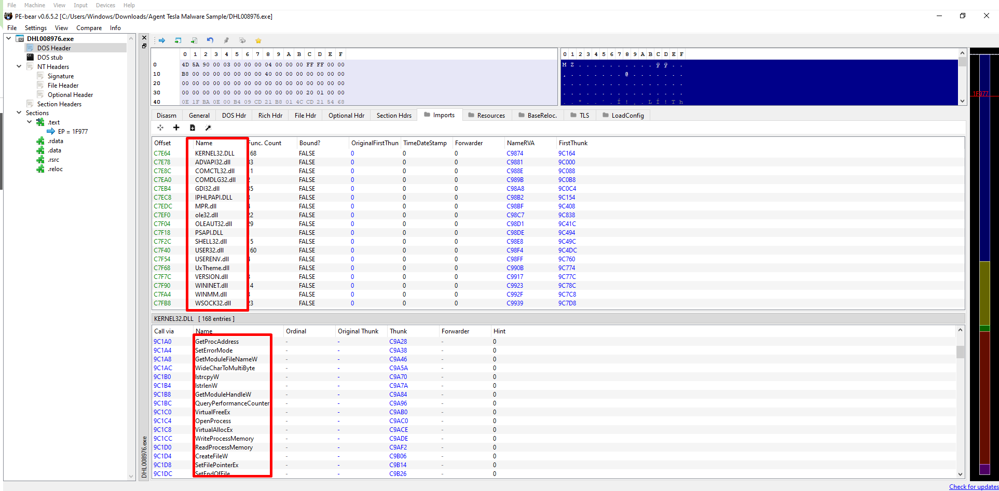 File Machine View Input Devices Help
PE-bear v0.6.5.2 [C:/Users/Windows/Downloads/Agent Tesla Malware Sample/DHL008976.exe]
File Settings View Compare Info
DHL008976.exe
DOS Header
DOS stub
NT Headers
Signature
File Header
Optional Header
Section Headers
Sections
.text
EP = 1F977
.rdata
.data
.rsrc
.reloc
DHL008976.exe
0 1 2 3 4 5 6 7 8 9 A B C D E F
0 4D 5A 90 00 03 00 00 00 04 00 00 00 FF FF 00 00
10 B8 00 00 00 00 00 00 00 40 00 00 00 00 00 00 00
20 00 00 00 00 00 00 00 00 00 00 00 00 00 00 00 00
30 00 00 00 00 00 00 00 00 00 00 00 00 20 01 00 00
40 0E 1F BA 0E 00 B4 09 CD 21 B8 01 4C CD 21 54 68
0 1 2 3 4 5 6 7 8 9 A B C D E F
M Z . . . . . . . . . . ÿ ÿ . .
¸ . . . . . . . @ . . . . . . .
. . . . . . . . . . . . . . . .
. . . . . . . . . . . . . . . .
. . º . . ´ . Í ! ¸ . L Í ! T h
1F977
Disasm General DOS Hdr Rich Hdr File Hdr Optional Hdr Section Hdrs Imports Resources BaseReloc. TLS LoadConfig
Offset Name Func. Count Bound? OriginalFirstThun TimeDateStamp Forwarder NameRVA FirstThunk
C7E64 KERNEL32.DLL 68 FALSE 0 0 0 C9874 9C164
C7E78 ADVAPI32.dll 33 FALSE 0 0 0 C9881 9C000
C7E8C COMCTL32.dll 1 FALSE 0 0 0 C988E 9C088
C7EA0 COMDLG32.dll 2 FALSE 0 0 0 C989B 9C0B8
C7EB4 GDI32.dll 35 FALSE 0 0 0 C98A8 9C0C4
C7EC8 IPHLPAPI.DLL 3 FALSE 0 0 0 C98B2 9C154
C7EDC MPR.dll 4 FALSE 0 0 0 C98BF 9C408
C7EF0 ole32.dll 22 FALSE 0 0 0 C98C7 9C838
C7F04 OLEAUT32.dll 29 FALSE 0 0 0 C98D1 9C41C
C7F18 PSAPI.DLL FALSE 0 0 0 C98DE 9C494
C7F2C SHELL32.dll 5 FALSE 0 0 0 C98E8 9C49C
C7F40 USER32.dll 60 FALSE 0 0 0 C98F4 9C4DC
C7F54 USERENV.dll 4 FALSE 0 0 0 C98FF 9C760
C7F68 UxTheme.dll FALSE 0 0 0 C990B 9C774
C7F7C VERSION.dll 3 FALSE 0 0 0 C9917 9C77C
C7F90 WININET.dll 4 FALSE 0 0 0 C9923 9C78C
C7FA4 WINMM.dll 3 FALSE 0 0 0 C992F 9C7C8
C7FB8 WSOCK32.dll 23 FALSE 0 0 0 C9939 9C7D8
KERNEL32.DLL [ 168 entries ]
Call via Name Ordinal Original Thunk Thunk Forwarder Hint
9C1A0 GetProcAddress - - C9A28 - 0
9C1A4 SetErrorMode - - C9A38 - 0
9C1A8 GetModuleFileNameW - - C9A46 - 0
9C1AC WideCharToMultiByte - - C9A5A - 0
9C1B0 lstrcpyW - - C9A70 - 0
9C1B4 lstrlenW - - C9A7A - 0
9C1B8 GetModuleHandleW - - C9A84 - 0
9C1BC QueryPerformanceCounter - - C9A96 - 0
9C1C0 VirtualFreeEx - - C9AB0 - 0
9C1C4 OpenProcess - - C9AC0 - 0
9C1C8 VirtualAllocEx - - C9ACE - 0
9C1CC WriteProcessMemory - - C9ADE - 0
9C1D0 ReadProcessMemory - - C9AF2 - 0
9C1D4 CreateFileW - - C9B06 - 0
9C1D8 SetFilePointerEx - - C9B14 - 0
9C1DC SetEndOfFile - - C9B26 - 0
Check for updates